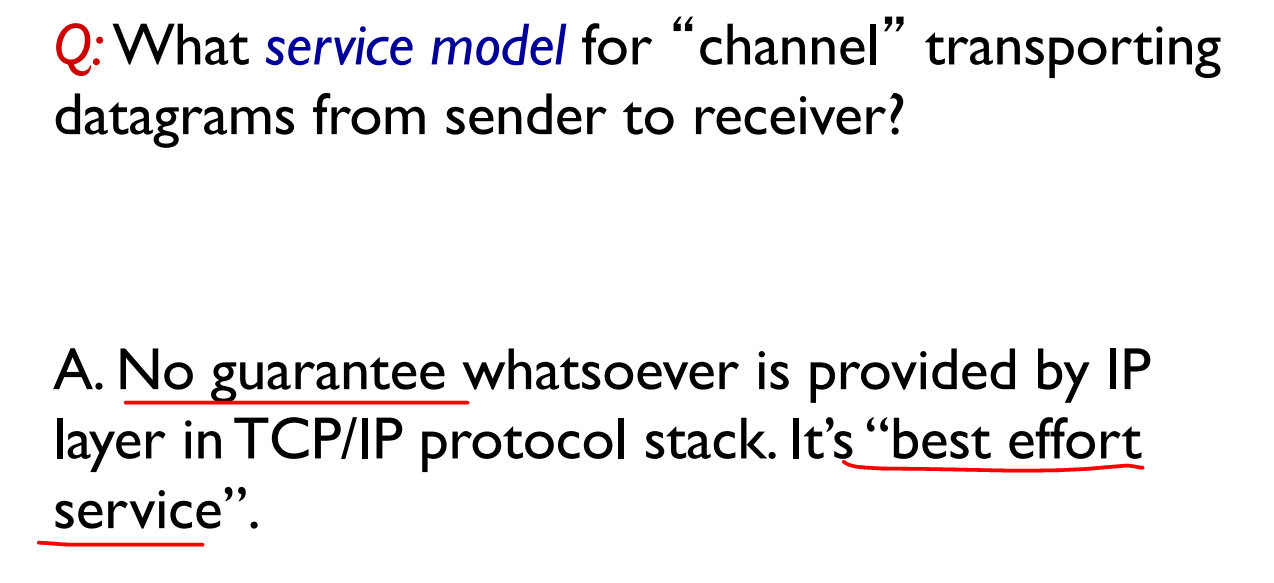 Q: What service model for “channel” transporting
datagrams from sender to receiver?
A. No guarantee whatsoever is provided by IP
layer in TCP/IP protocol stack. It’s “best effort
service”.